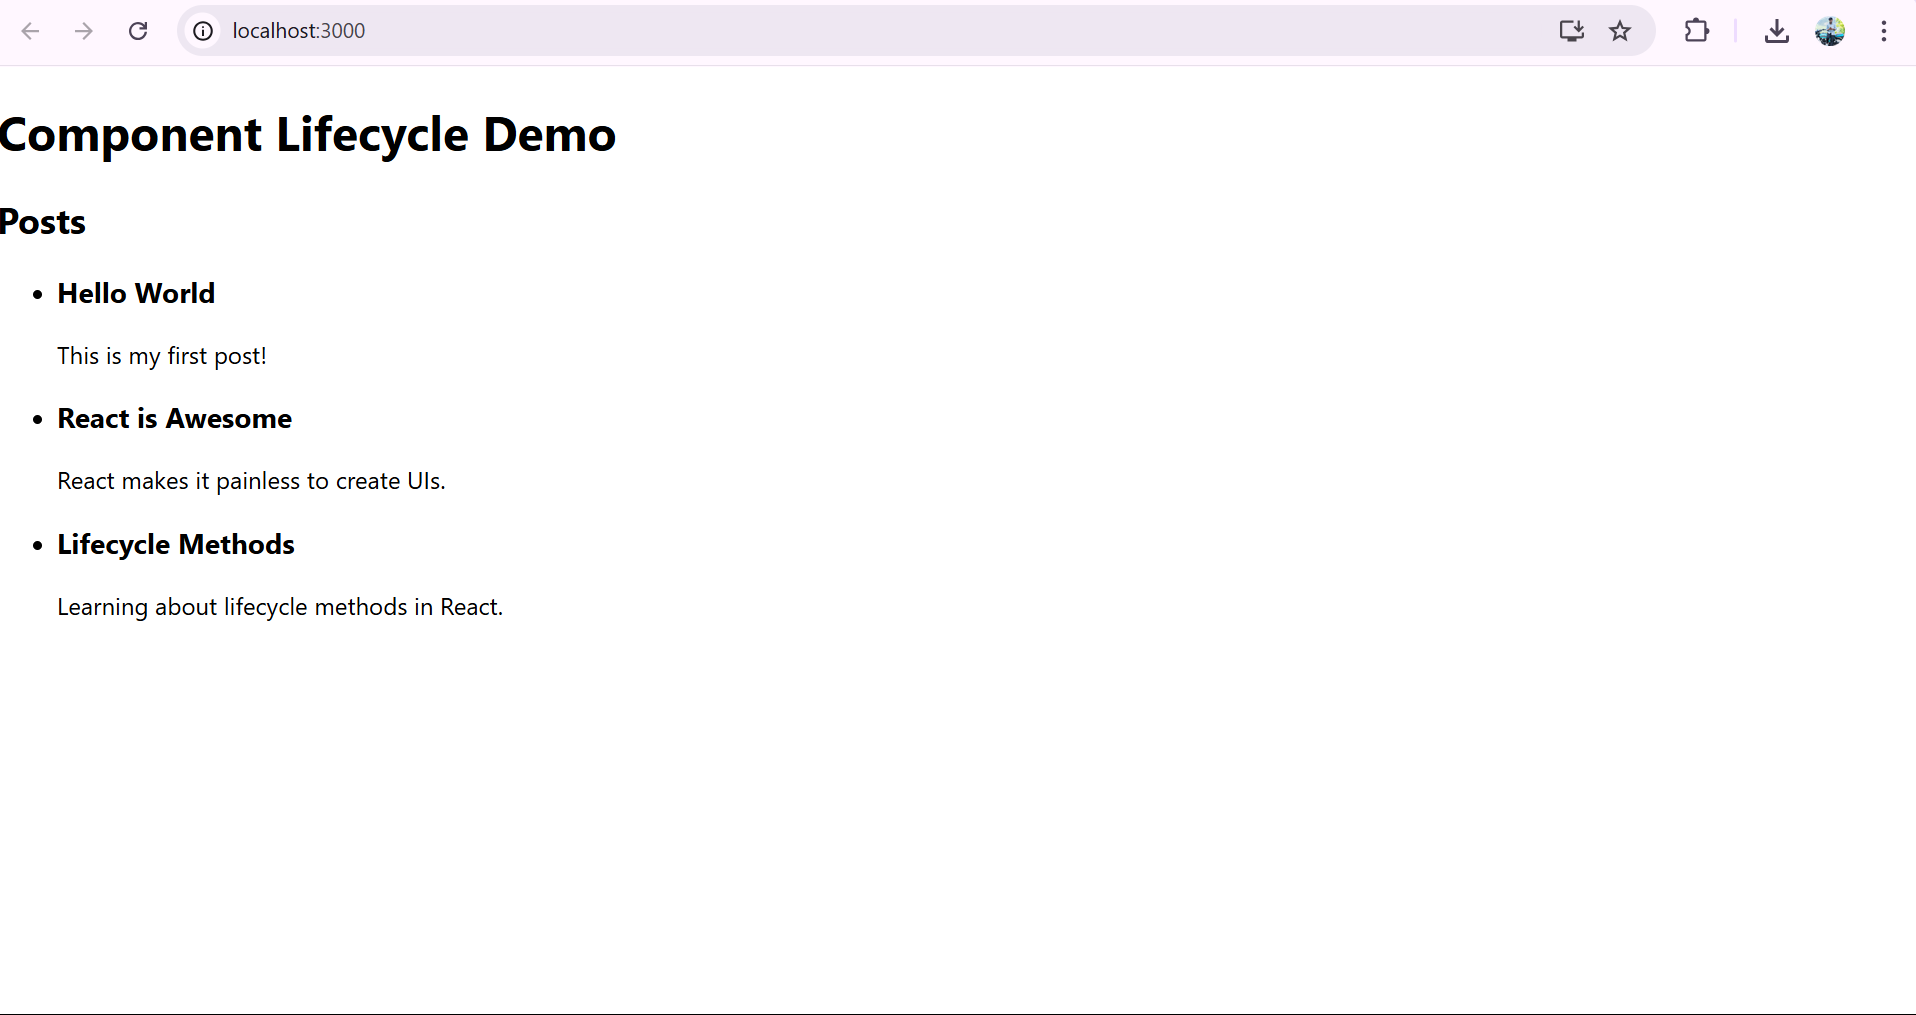 localhost:3000
Component Lifecycle Demo
Posts
Hello World
This is my first post!
React is Awesome
React makes it painless to create UIs.
Lifecycle Methods
Learning about lifecycle methods in React.